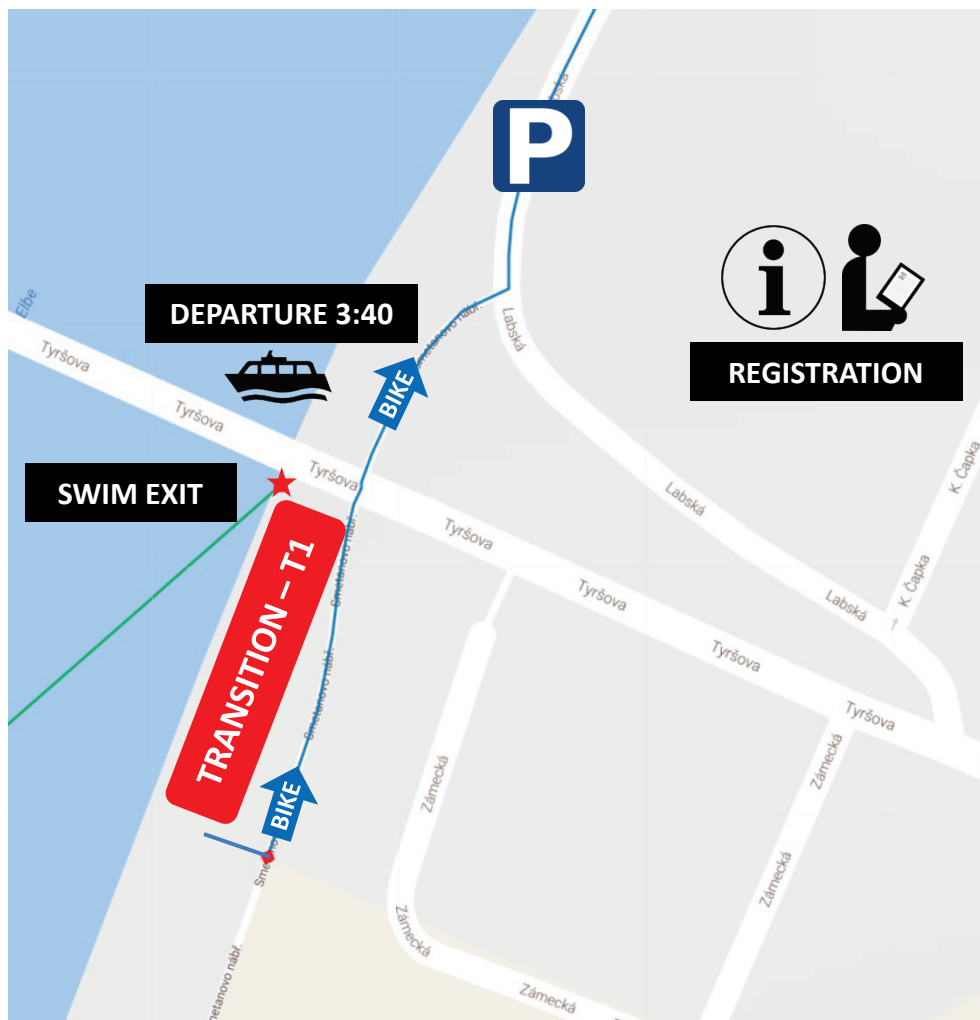 Labská
P
i
Elbe
DEPARTURE 3:40
Smetanovo nábř.
Labská
REGISTRATION
Tyršova
Tyršova
BIKE
K. Čapka
SWIM EXIT
Tyršova
Labská
Tyršova
Smetanovo nábř.
K. Čapka
Labská
Tyršova
TRANSITION – T1
Smetanovo nábř.
Tyršova
Tyršova
Zámecká
Zámecká
BIKE
Zámecká
Zámecká
Zámecká